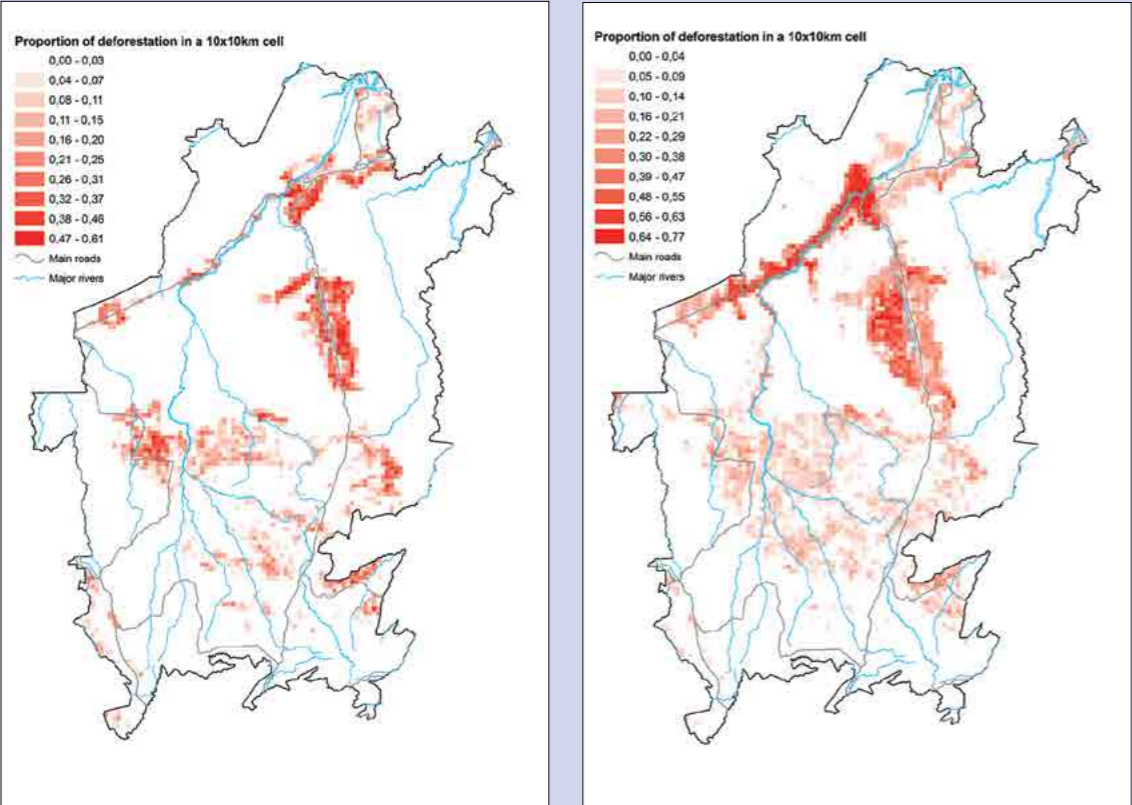 Proportion of deforestation in a 10x10km cell
0,00 - 0,03
0,04 - 0,07
0,08 - 0,11
0,11 - 0,15
0,16 - 0,20
0,21 - 0,25
0,26 - 0,31
0,32 - 0,37
0,38 - 0,46
0,47 - 0,61
Main roads
Major rivers
Proportion of deforestation in a 10x10km cell
0,00 - 0,04
0,05 - 0,09
0,10 - 0,14
0,16 - 0,21
0,22 - 0,29
0,30 - 0,38
0,39 - 0,47
0,48 - 0,55
0,56 - 0,63
0,64 - 0,77
Main roads
Major rivers